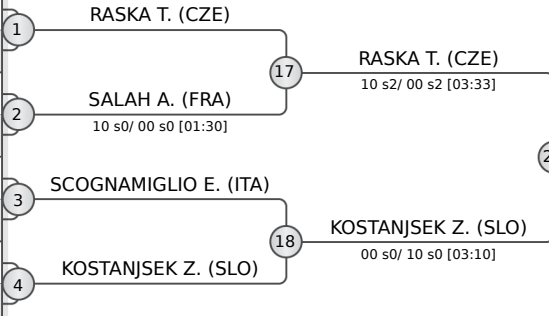 RASKA T. (CZE)
1
17
RASKA T. (CZE)
10 s2/ 00 s2 [03:33]
SALAH A. (FRA)
2
10 s0/ 00 s0 [01:30]
SCOGNAMIGLIO E. (ITA)
3
18
KOSTANJSEK Z. (SLO)
00 s0/ 10 s0 [03:10]
KOSTANJSEK Z. (SLO)
4